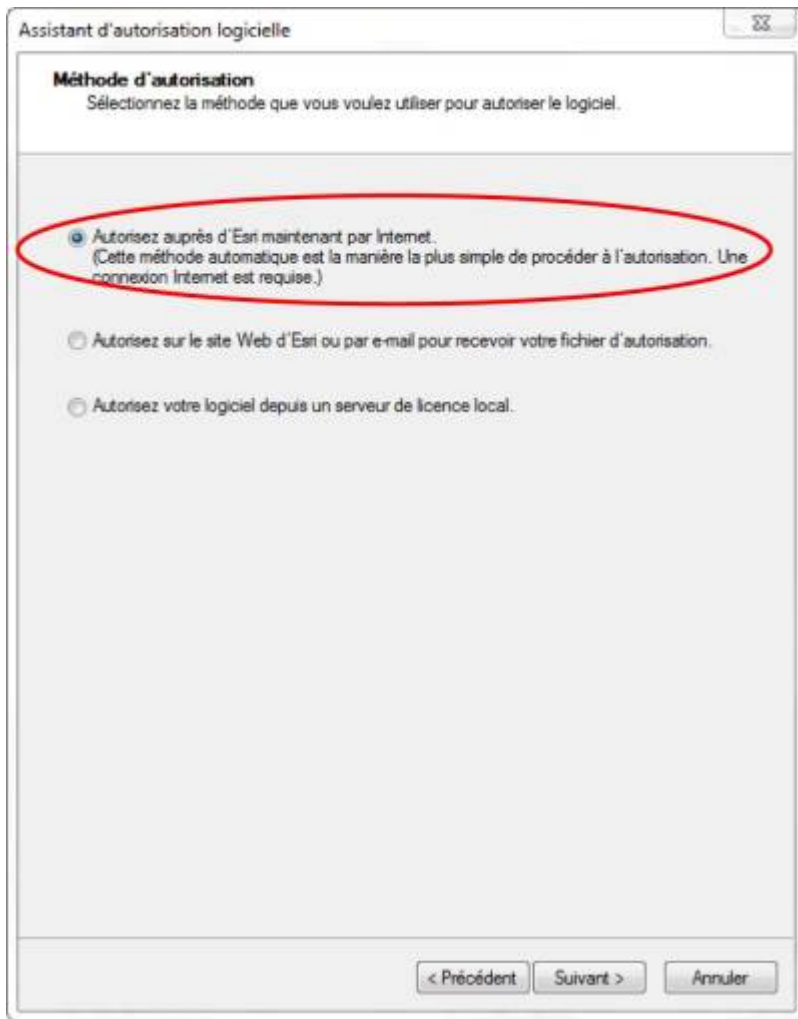 Assistant d'autorisation logicielle
Méthode d'autorisation
Sélectionnez la méthode que vous voulez utiliser pour autoriser le logiciel.
Autorisez auprès d'Esri maintenant par Internet.
(Cette méthode automatique est la manière la plus simple de procéder à l'autorisation. Une
connexion Internet est requise.)
Autorisez sur le site Web d'Esri ou par e-mail pour recevoir votre fichier d'autorisation.
Autorisez votre logiciel depuis un serveur de licence local.
< Précédent Suivant > Annuler